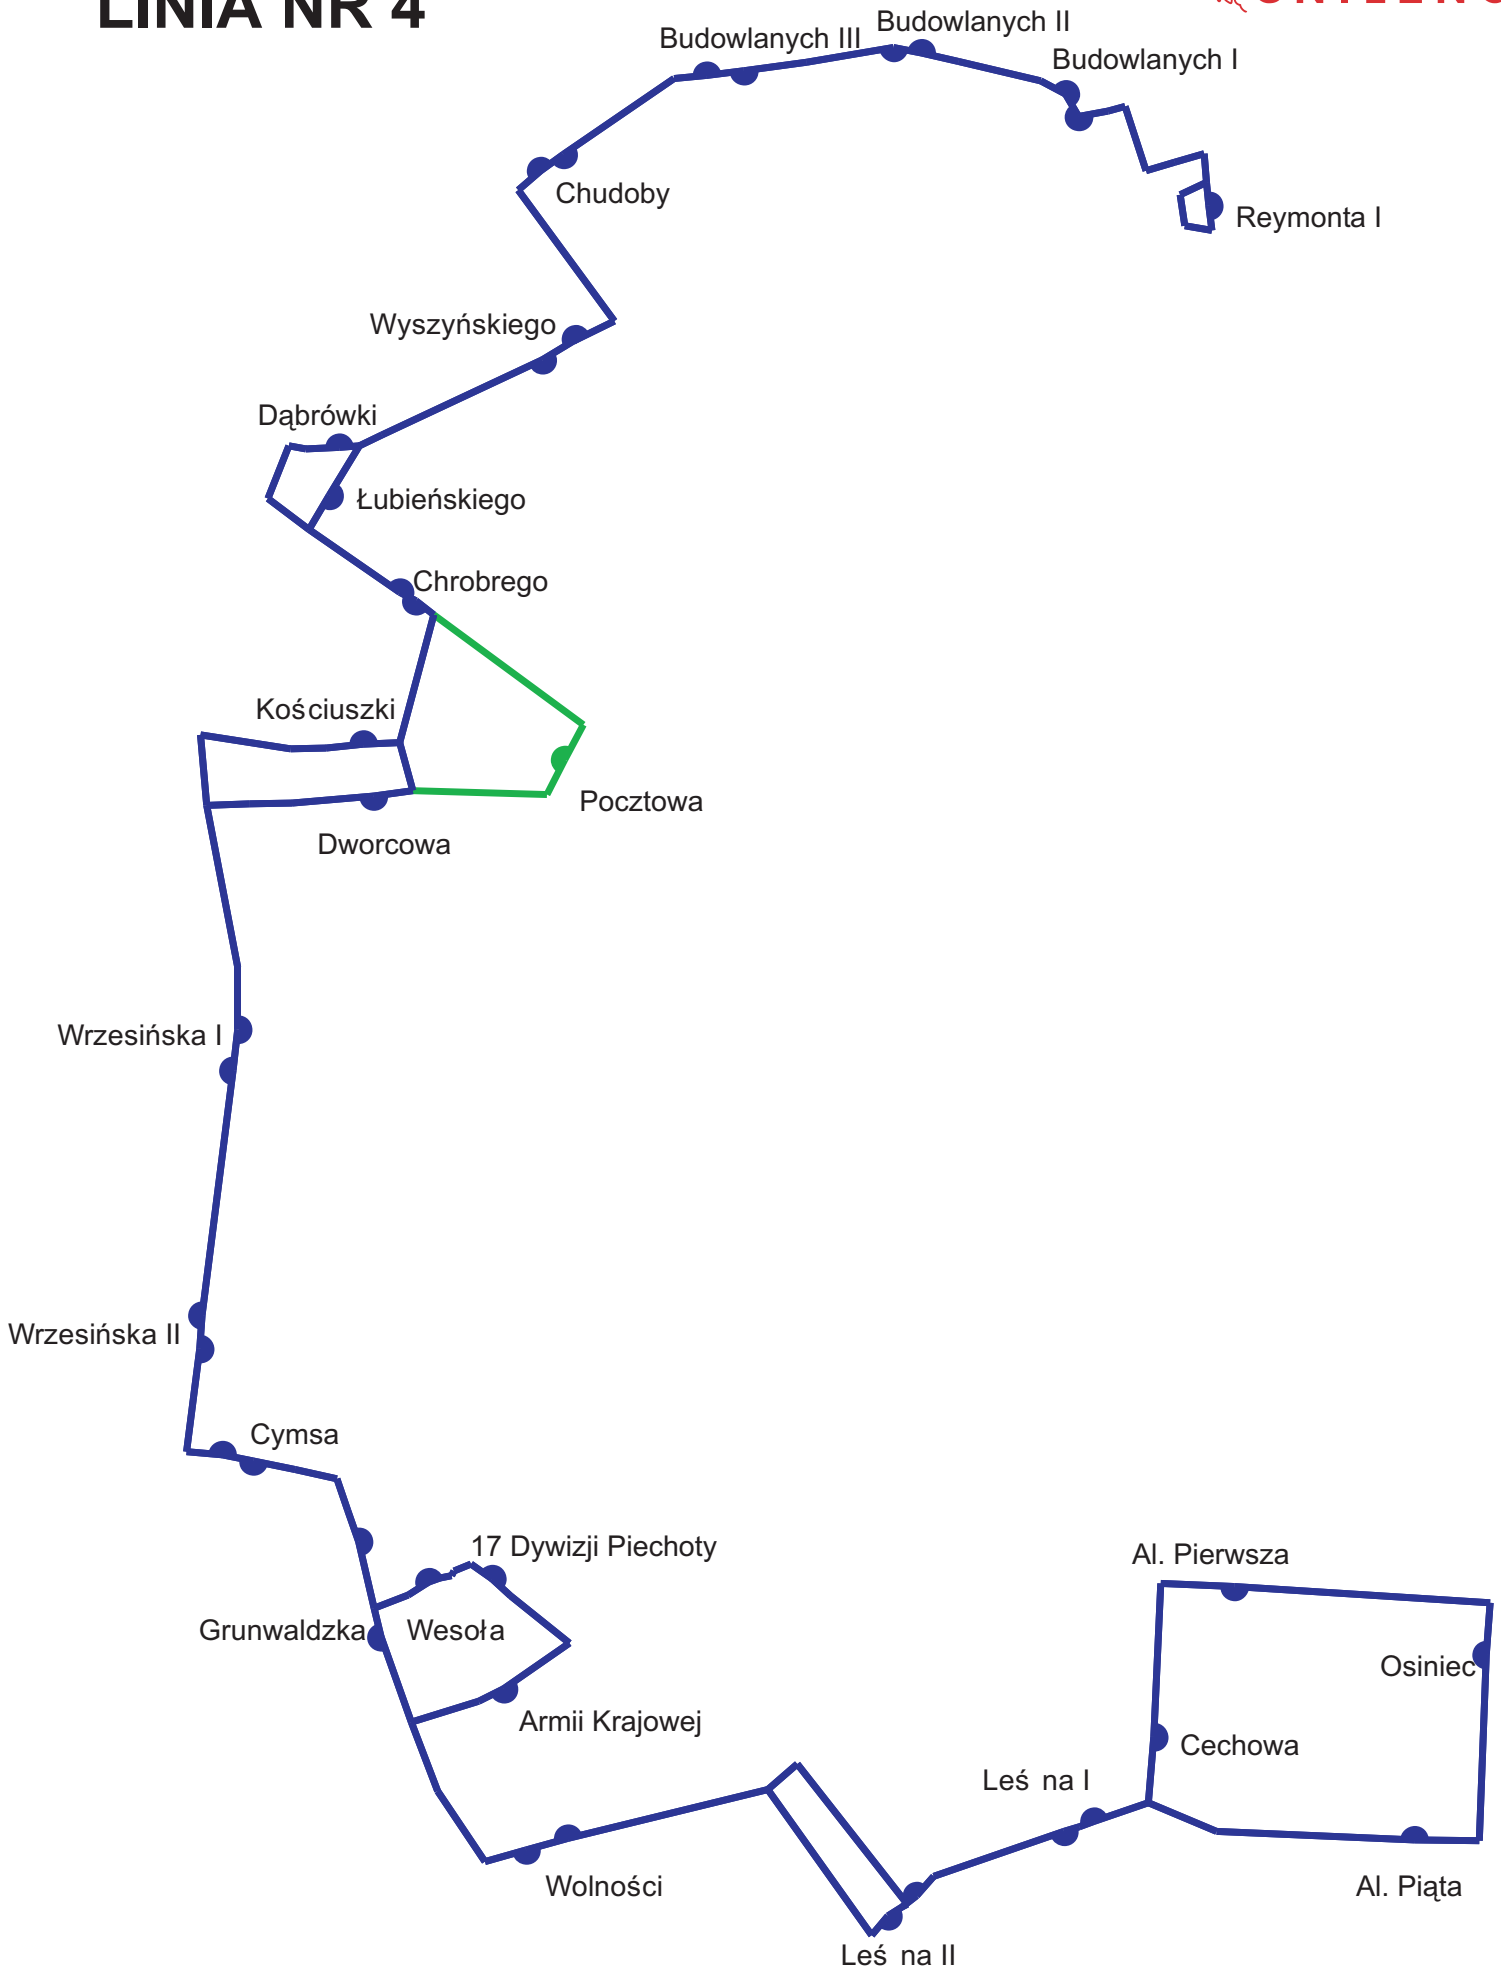 LINIA NR 4
Budowlanych III
Budowlanych II
Budowlanych I
Chudoby
Reymonta I
Wyszyńskiego
Dąbrówki
Łubieńskiego
Chrobrego
Kościuszki
Pocztowa
Dworcowa
Wrzesińska I
Wrzesińska II
Cymsa
17 Dywizji Piechoty
Al. Pierwsza
Grunwaldzka
Wesoła
Osiniec
Armii Krajowej
Cechowa
Leś na I
Wolności
Al. Piąta
Leś na II